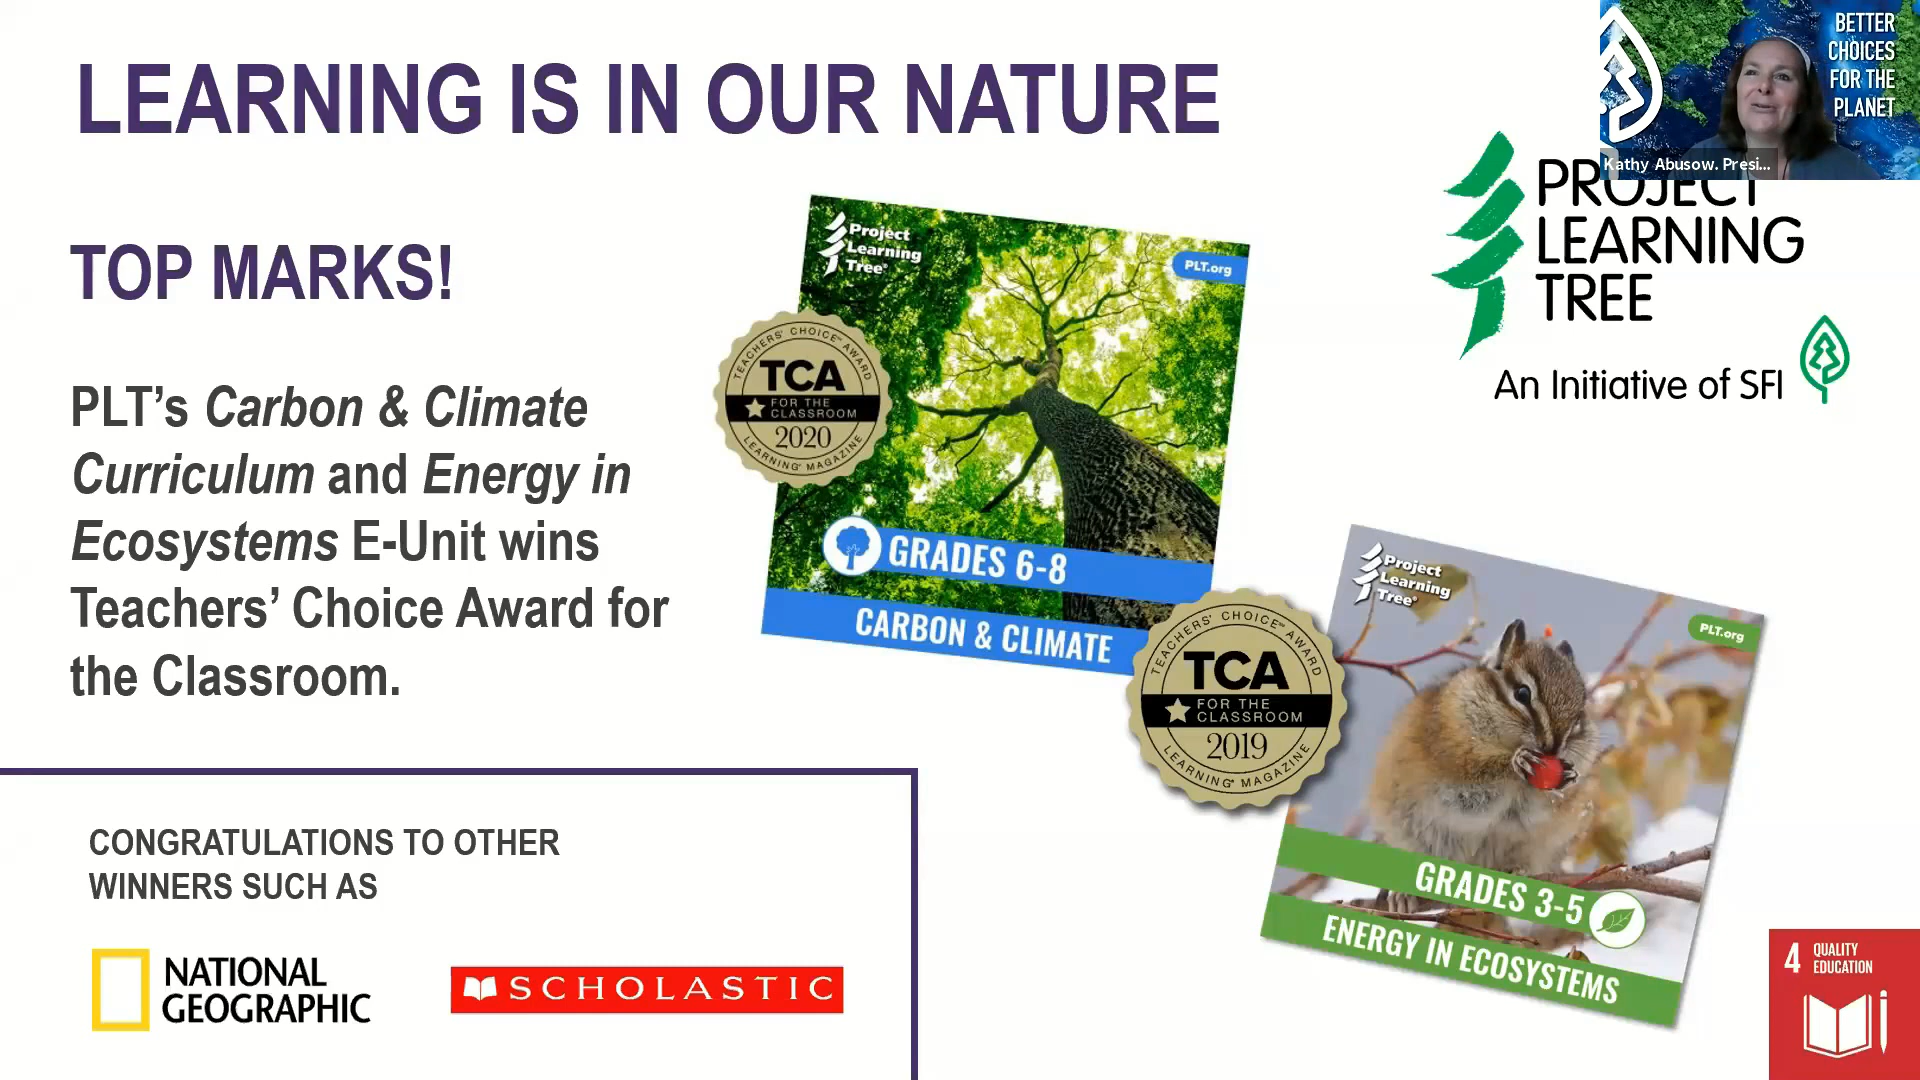 LEARNING IS IN OUR NATURE
BETTER
CHOICES
FOR THE
PLANET
Kathy Abusow. Presi...
PROJECT
LEARNING
TREE
An Initiative of SFI
TOP MARKS!
PLT’s Carbon & Climate
Curriculum and Energy in
Ecosystems E-Unit wins
Teachers’ Choice Award for
the Classroom.
Project
Learning
Tree®
PLT.org
TEACHERS' CHOICE℠ AWARD
TCA
FOR THE
CLASSROOM
2020
LEARNING® MAGAZINE
GRADES 6-8
CARBON & CLIMATE
Project
Learning
Tree®
PLT.org
TEACHERS' CHOICE℠ AWARD
TCA
FOR THE
CLASSROOM
2019
LEARNING® MAGAZINE
GRADES 3-5
ENERGY IN ECOSYSTEMS
CONGRATULATIONS TO OTHER
WINNERS SUCH AS
NATIONAL
GEOGRAPHIC
SCHOLASTIC
4 QUALITY
EDUCATION